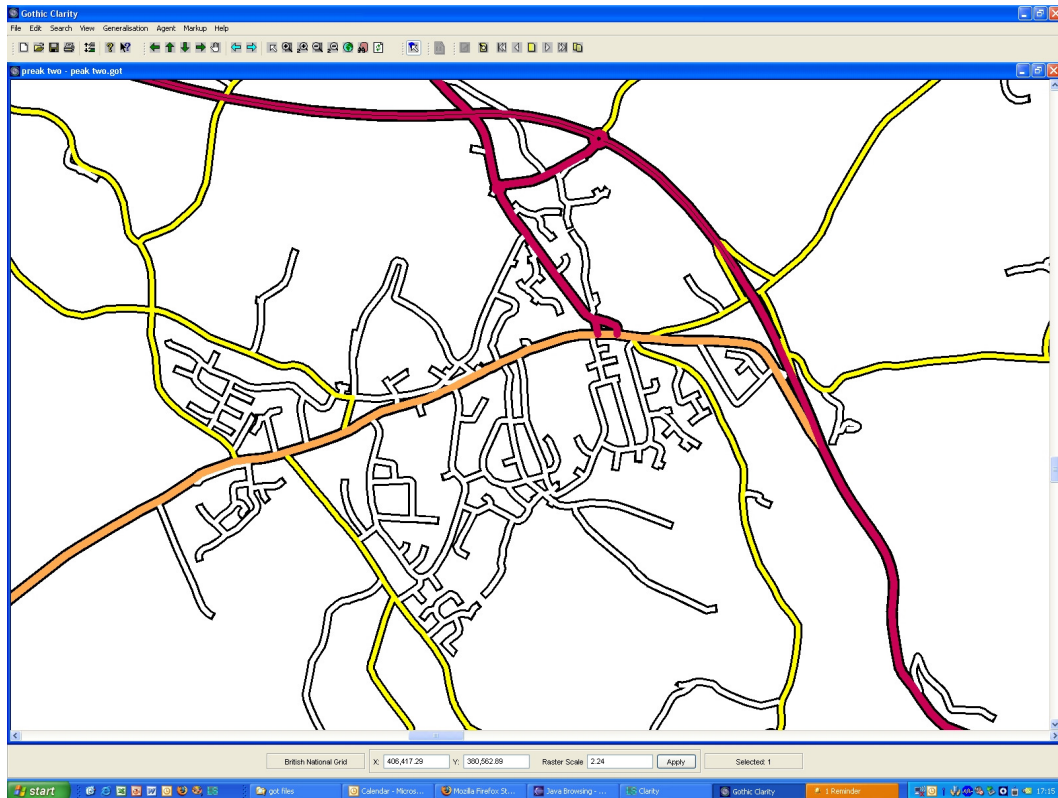 Gothic Clarity
File Edit Search View Generalisation Agent Markup Help
preak two - peak two.got
British National Grid X: 406,417.29 Y: 380,562.89 Raster Scale 2.24 Apply Selected: 1
start got files Calendar - Micros... Mozilla Firefox St... Java Browsing - ... Clarity Gothic Clarity 1 Reminder 17:15